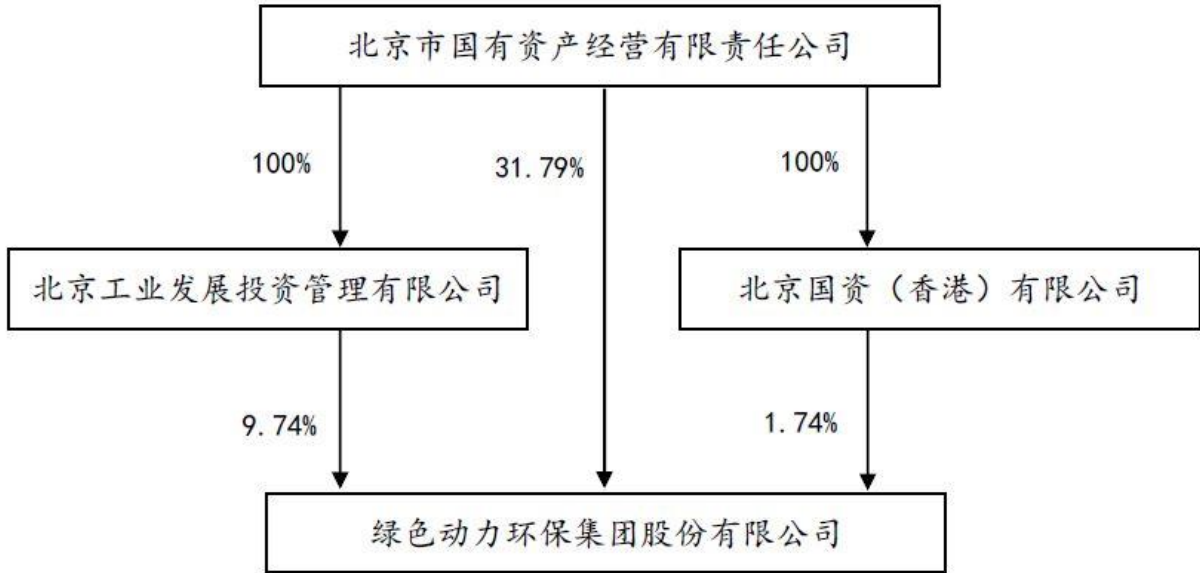 北京市国有资产经营有限责任公司
100%
31.79%
100%
北京工业发展投资管理有限公司
北京国资（香港）有限公司
9.74%
1.74%
绿色动力环保集团股份有限公司